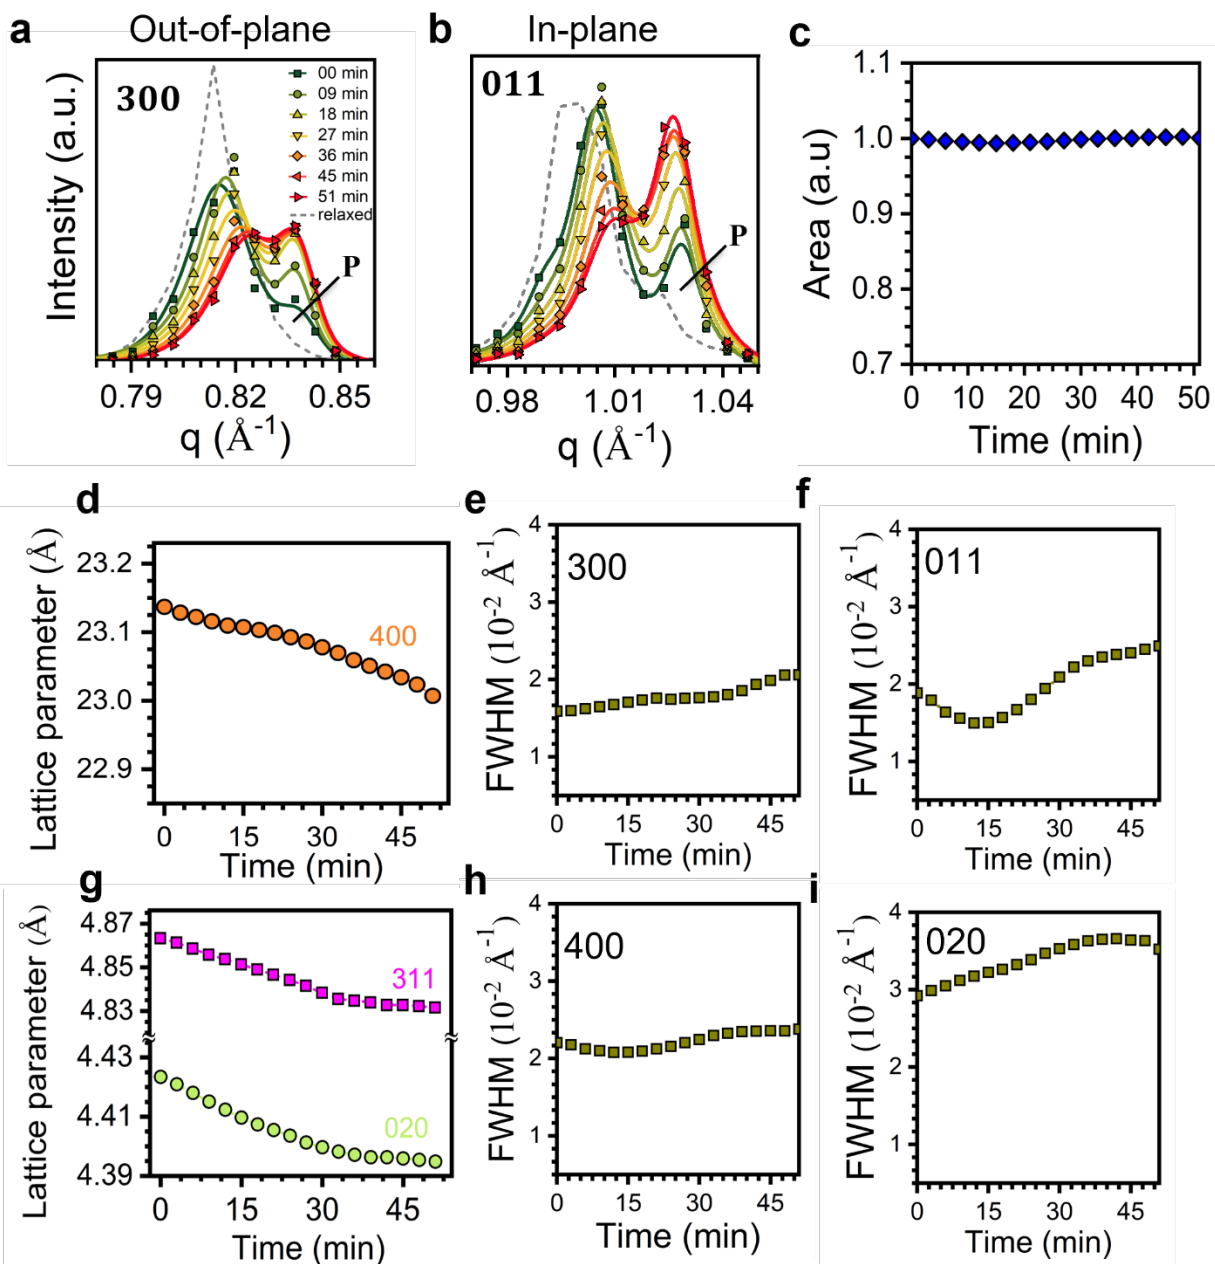 a Out-of-plane
Intensity (a.u.)
300
00 min
09 min
18 min
27 min
36 min
45 min
51 min
relaxed
P
0.79 0.82 0.85
q (Å-1)
b In-plane
011
P
0.98 1.01 1.04
q (Å-1)
c
Area (a.u)
1.1
1.0
0.9
0.8
0.7
0 10 20 30 40 50
Time (min)
d
Lattice parameter (Å)
23.2
23.1
23.0
22.9
400
0 15 30 45
Time (min)
e
FWHM (10-2 Å-1)
4
3
2
1
300
0 15 30 45
Time (min)
f
FWHM (10-2 Å-1)
4
3
2
1
011
0 15 30 45
Time (min)
g
Lattice parameter (Å)
4.87
4.85
4.83
4.43
4.41
4.39
311
020
0 15 30 45
Time (min)
h
FWHM (10-2 Å-1)
4
3
2
1
400
0 15 30 45
Time (min)
i
FWHM (10-2 Å-1)
4
3
2
1
020
0 15 30 45
Time (min)